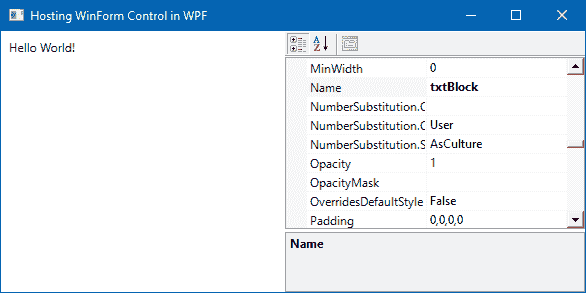 Hosting WinForm Control in WPF
Hello World!
MinWidth 0
Name txtBlock
NumberSubstitution.C
NumberSubstitution.C User
NumberSubstitution.S AsCulture
Opacity 1
OpacityMask
OverridesDefaultStyle False
Padding 0,0,0,0
Name